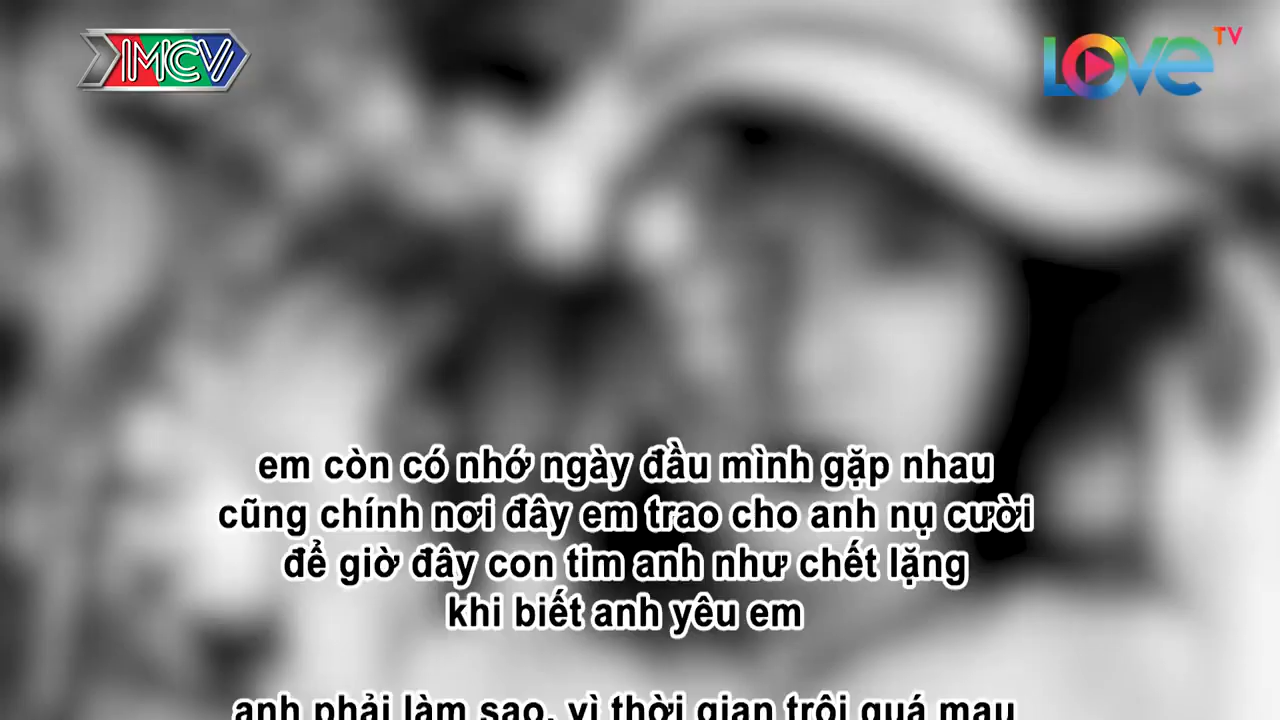 MCV
LOVE TV
em còn có nhớ ngày đầu mình gặp nhau
cũng chính nơi đây em trao cho anh nụ cười
để giờ đây con tim anh như chết lặng
khi biết anh yêu em
anh phải làm sao, vì thời gian trôi quá mau